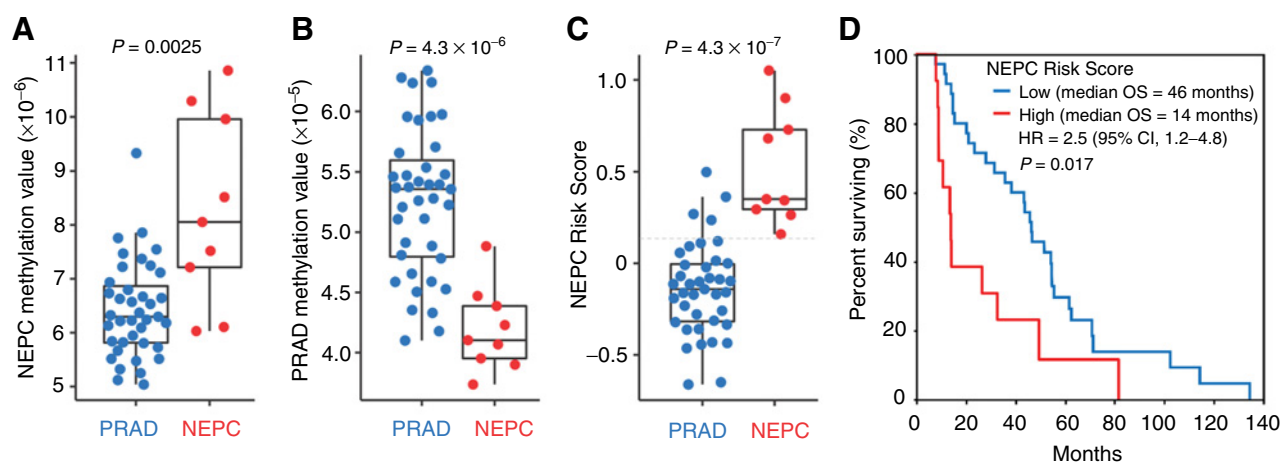 A
P = 0.0025
NEPC methylation value (×10⁻⁶)
11
10
9
8
7
6
5
PRAD NEPC
B
P = 4.3 × 10⁻⁶
PRAD methylation value (×10⁻⁵)
6.0
5.5
5.0
4.5
4.0
PRAD NEPC
C
P = 4.3 × 10⁻⁷
NEPC Risk Score
1.0
0.5
0
−0.5
PRAD NEPC
D
Percent surviving (%)
100
80
60
40
20
0
NEPC Risk Score
Low (median OS = 46 months)
High (median OS = 14 months)
HR = 2.5 (95% CI, 1.2–4.8)
P = 0.017
0 20 40 60 80 100 120 140
Months